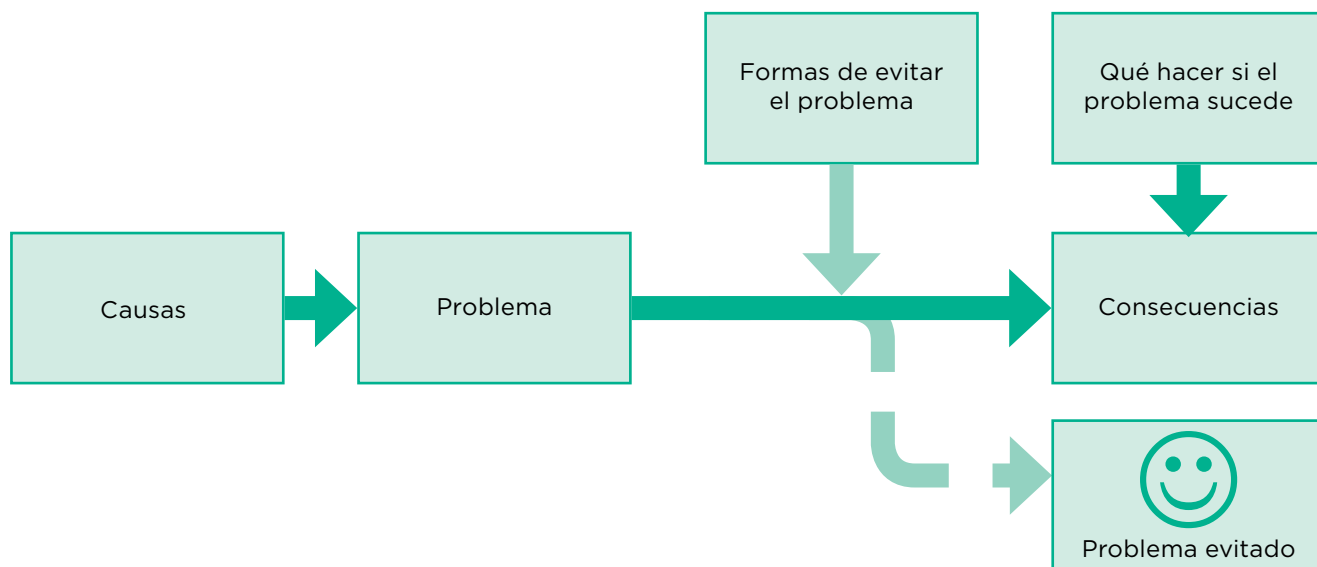 Formas de evitar
el problema
Qué hacer si el
problema sucede
Causas
Problema
Consecuencias
Problema evitado